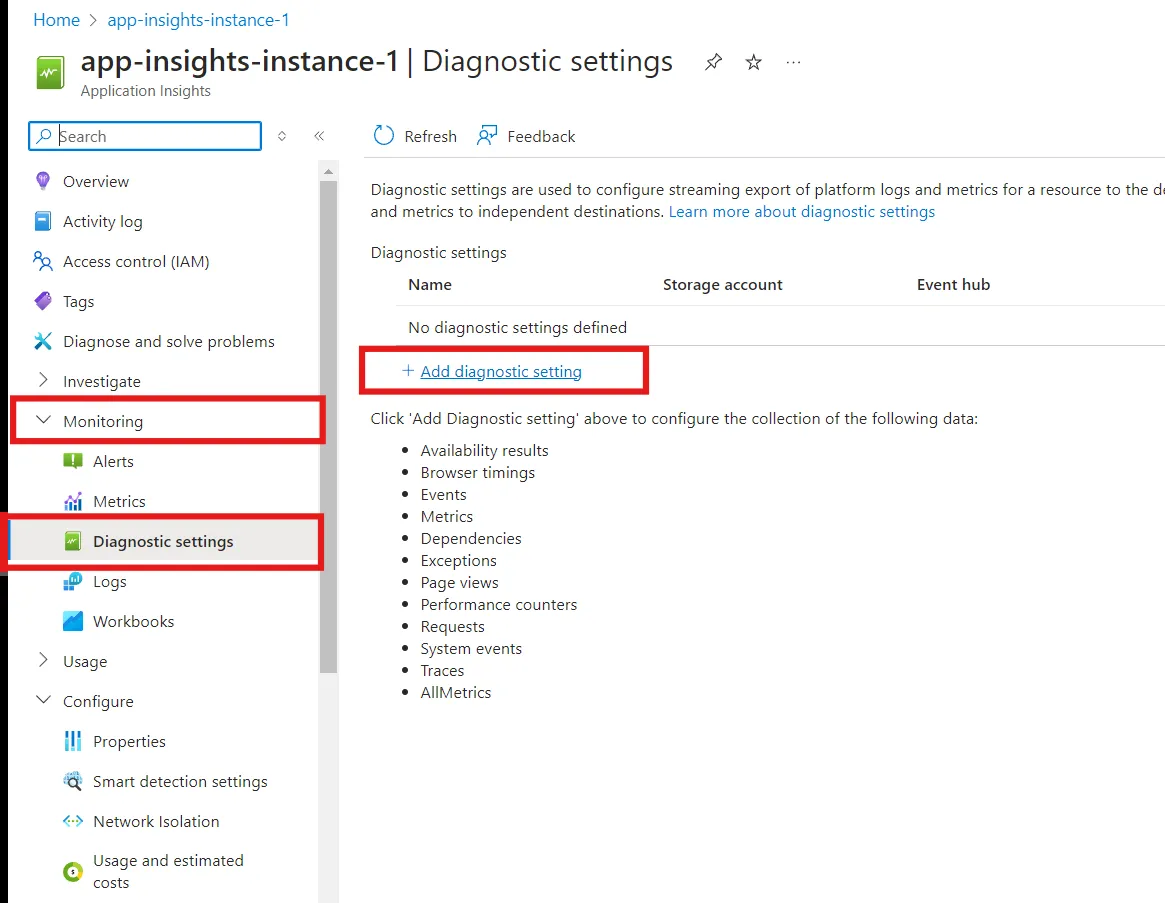 Home > app-insights-instance-1
app-insights-instance-1 | Diagnostic settings ...
Application Insights
Search
Overview
Activity log
Access control (IAM)
Tags
Diagnose and solve problems
Investigate
Monitoring
Alerts
Metrics
Diagnostic settings
Logs
Workbooks
Usage
Configure
Properties
Smart detection settings
Network Isolation
Usage and estimated
costs
Refresh Feedback
Diagnostic settings are used to configure streaming export of platform logs and metrics for a resource to the
and metrics to independent destinations. Learn more about diagnostic settings
Diagnostic settings
Name Storage account Event hub
No diagnostic settings defined
+ Add diagnostic setting
Click 'Add Diagnostic setting' above to configure the collection of the following data:
• Availability results
• Browser timings
• Events
• Metrics
• Dependencies
• Exceptions
• Page views
• Performance counters
• Requests
• System events
• Traces
• AllMetrics